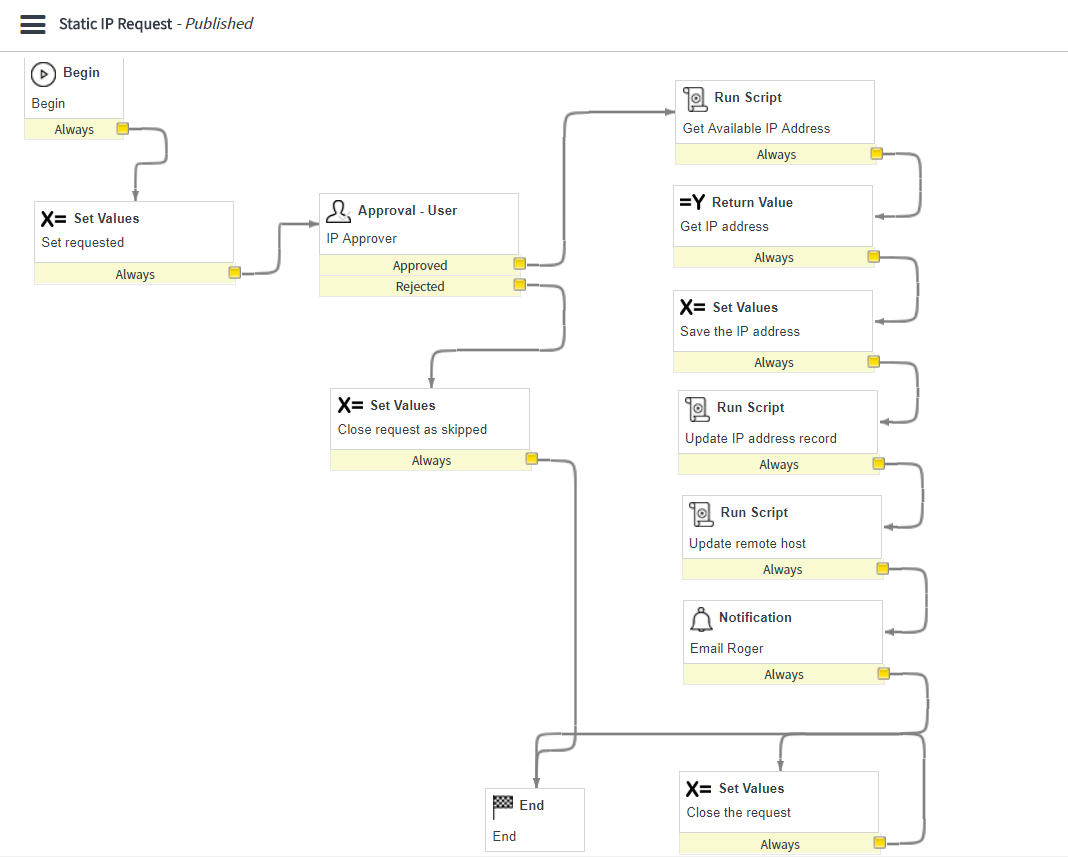 Static IP Request - Published
Begin
Begin
Always
X= Set Values
Set requested
Always
Approval - User
IP Approver
Approved
Rejected
X= Set Values
Close request as skipped
Always
Run Script
Get Available IP Address
Always
=Y Return Value
Get IP address
Always
X= Set Values
Save the IP address
Always
Run Script
Update IP address record
Always
Run Script
Update remote host
Always
Notification
Email Roger
Always
X= Set Values
Close the request
Always
End
End